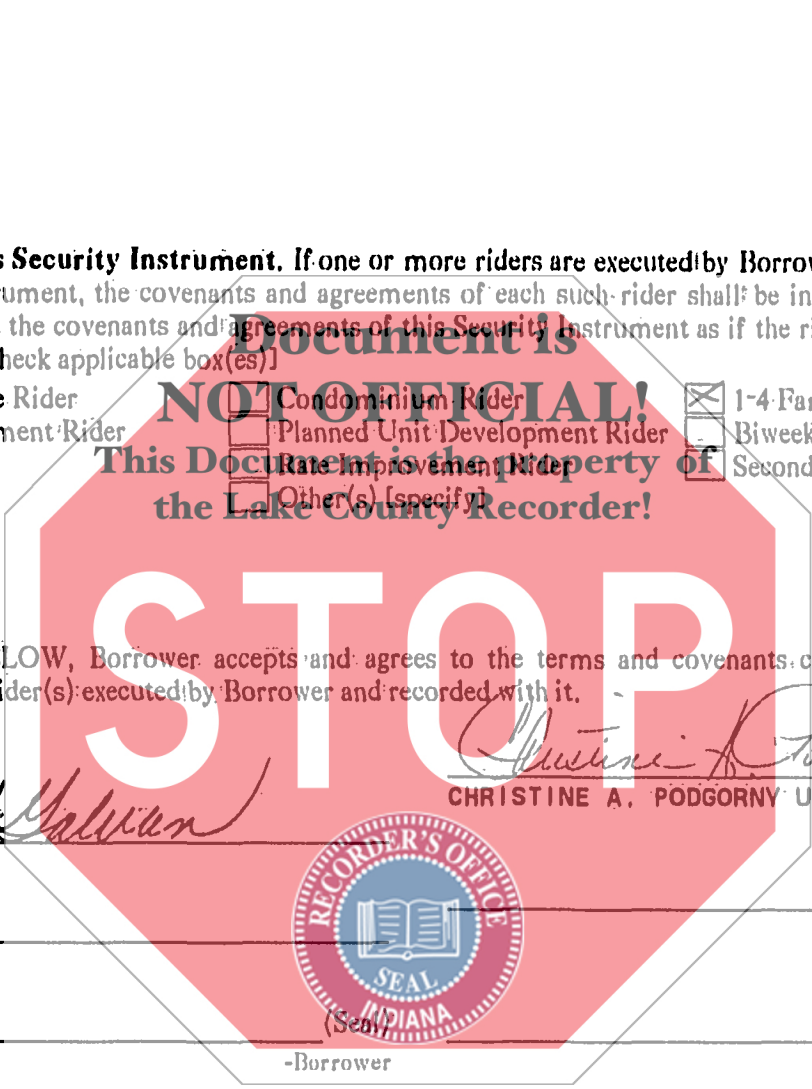 s Security Instrument. If one or more riders are executed by Borrow
ument, the covenants and agreements of each such rider shall be in
the covenants and agreements of this Security Instrument as if the ri
Document is
heck applicable box(es)]
Rider
NOT OFFICIAL!
Condominium Rider
1-4 Fam
ment Rider
Planned Unit Development Rider
Biweek
This Document is the property of
Rate Improvement Rider
Second
the Lake County Recorder!
Other(s) [specify]
STOP
LOW, Borrower accepts and agrees to the terms and covenants c
ider(s) executed by Borrower and recorded with it.
Christine A.
CHRISTINE A. PODGORNY U
Galvan
RECORDER'S OFFICE
SEAL
INDIANA
(Seal)
-Borrower